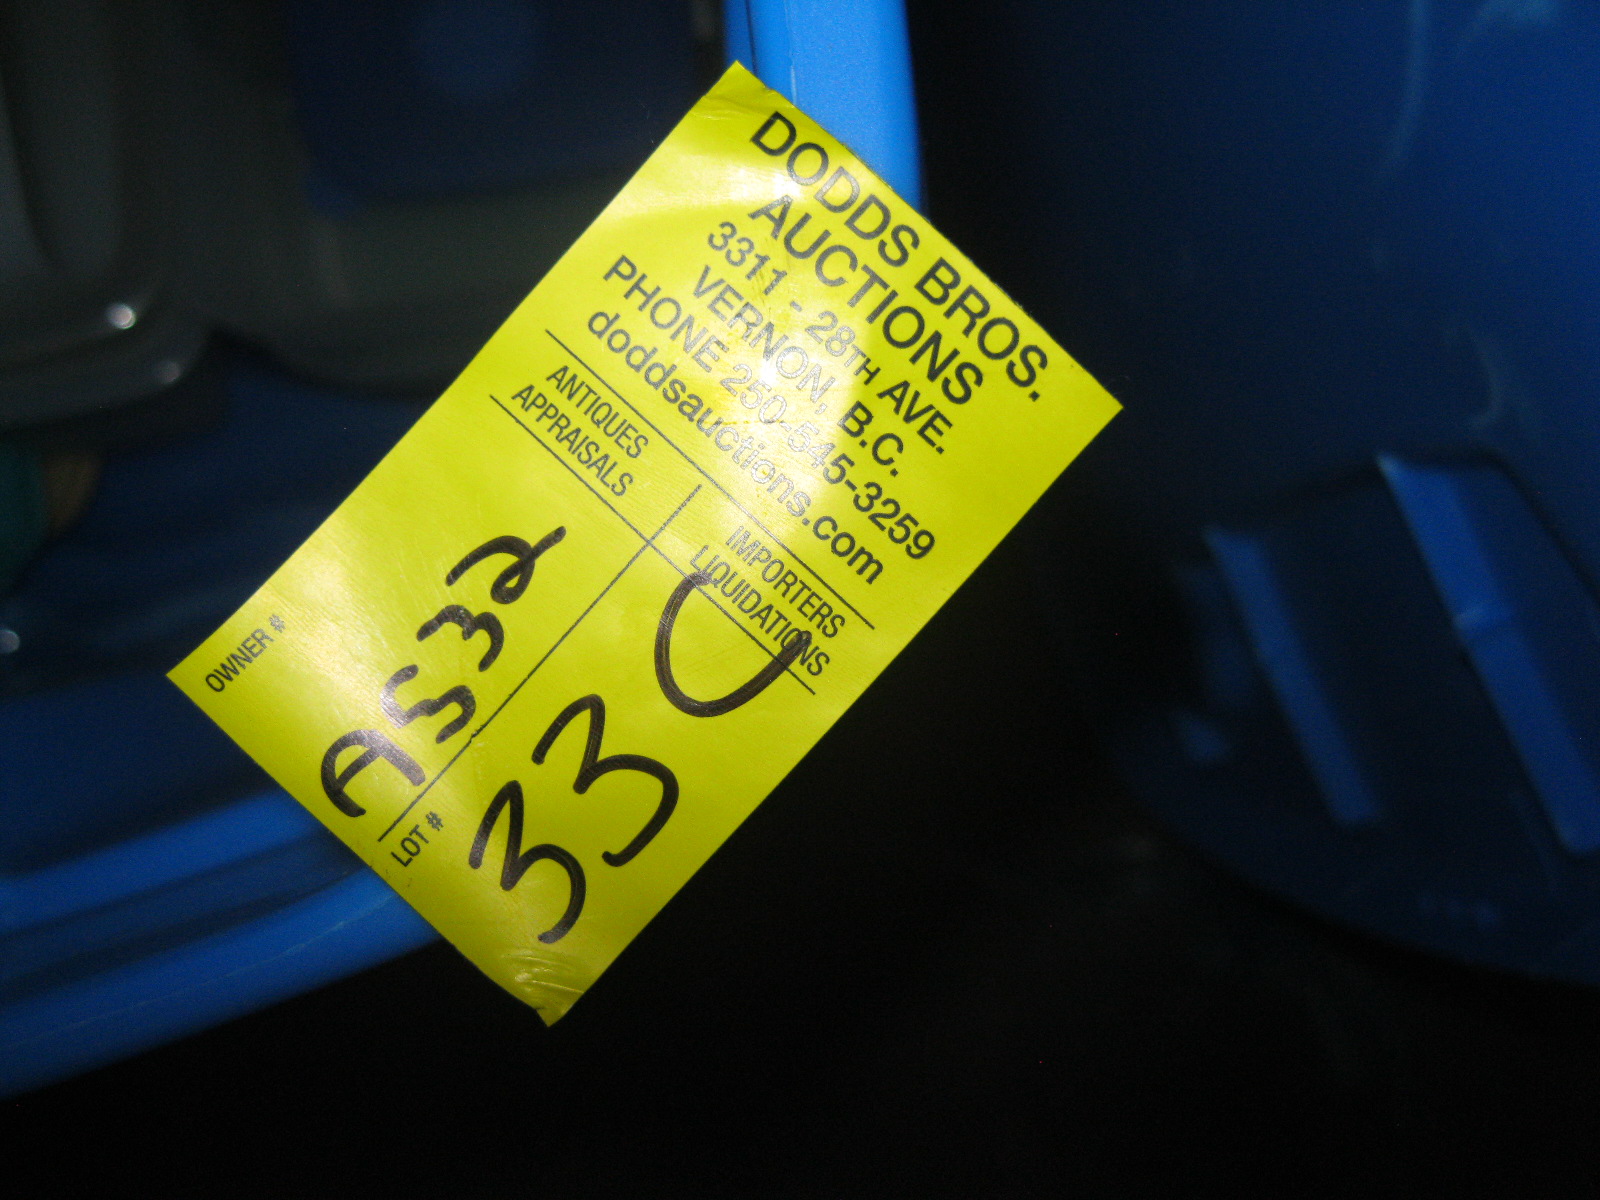 DODDS BROS.
AUCTIONS
3311 - 28TH AVE.
VERNON, B.C.
PHONE 250-545-3259
doddsauctions.com
ANTIQUES IMPORTERS
APPRAISALS LIQUIDATIONS
OWNER #
A532
LOT #
33C